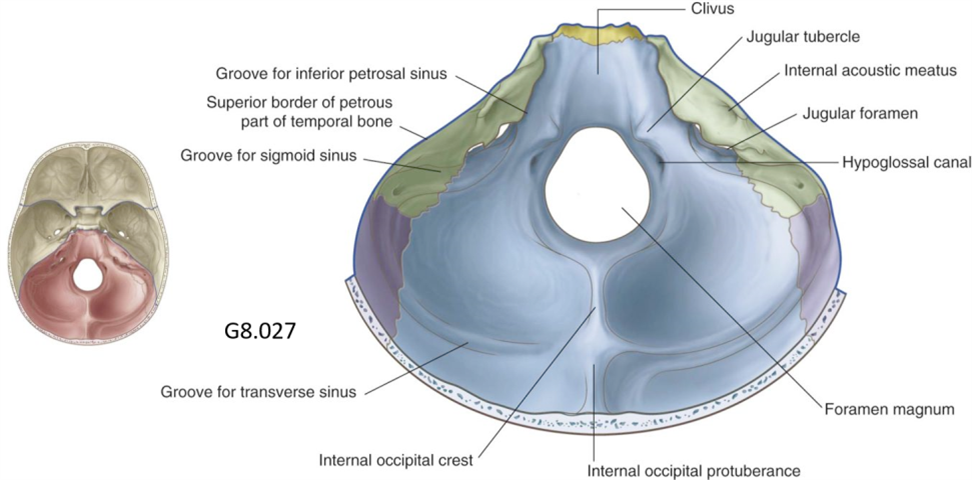 Clivus
Jugular tubercle
Groove for inferior petrosal sinus
Internal acoustic meatus
Superior border of petrous
part of temporal bone
Jugular foramen
Groove for sigmoid sinus
Hypoglossal canal
G8.027
Groove for transverse sinus
Foramen magnum
Internal occipital crest
Internal occipital protuberance